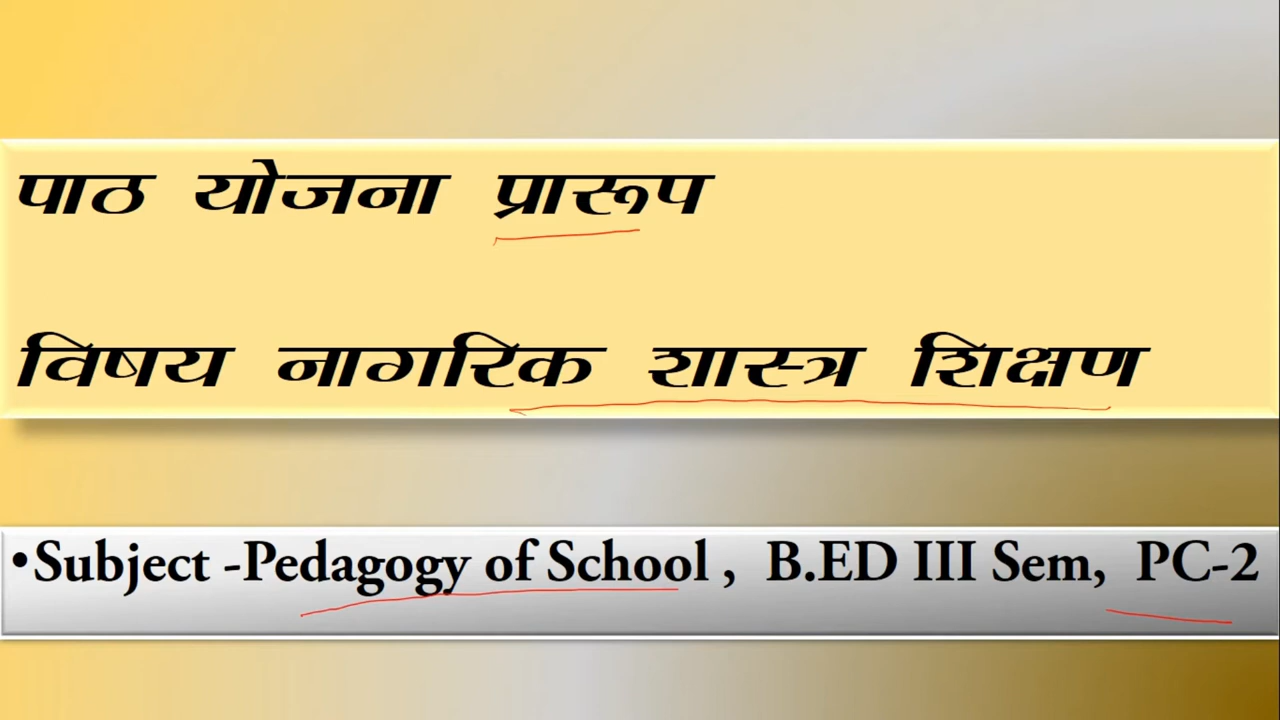 पाठ योजना प्रारूप
विषय नागरिक शास्त्र शिक्षण
•Subject -Pedagogy of School , B.ED III Sem, PC-2